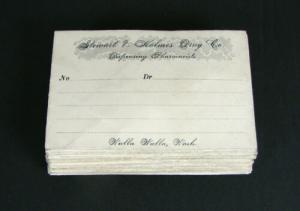 Stewart & Holmes Drug Co
Dispensing Pharmacists
No Dr
Walla Walla, Wash.